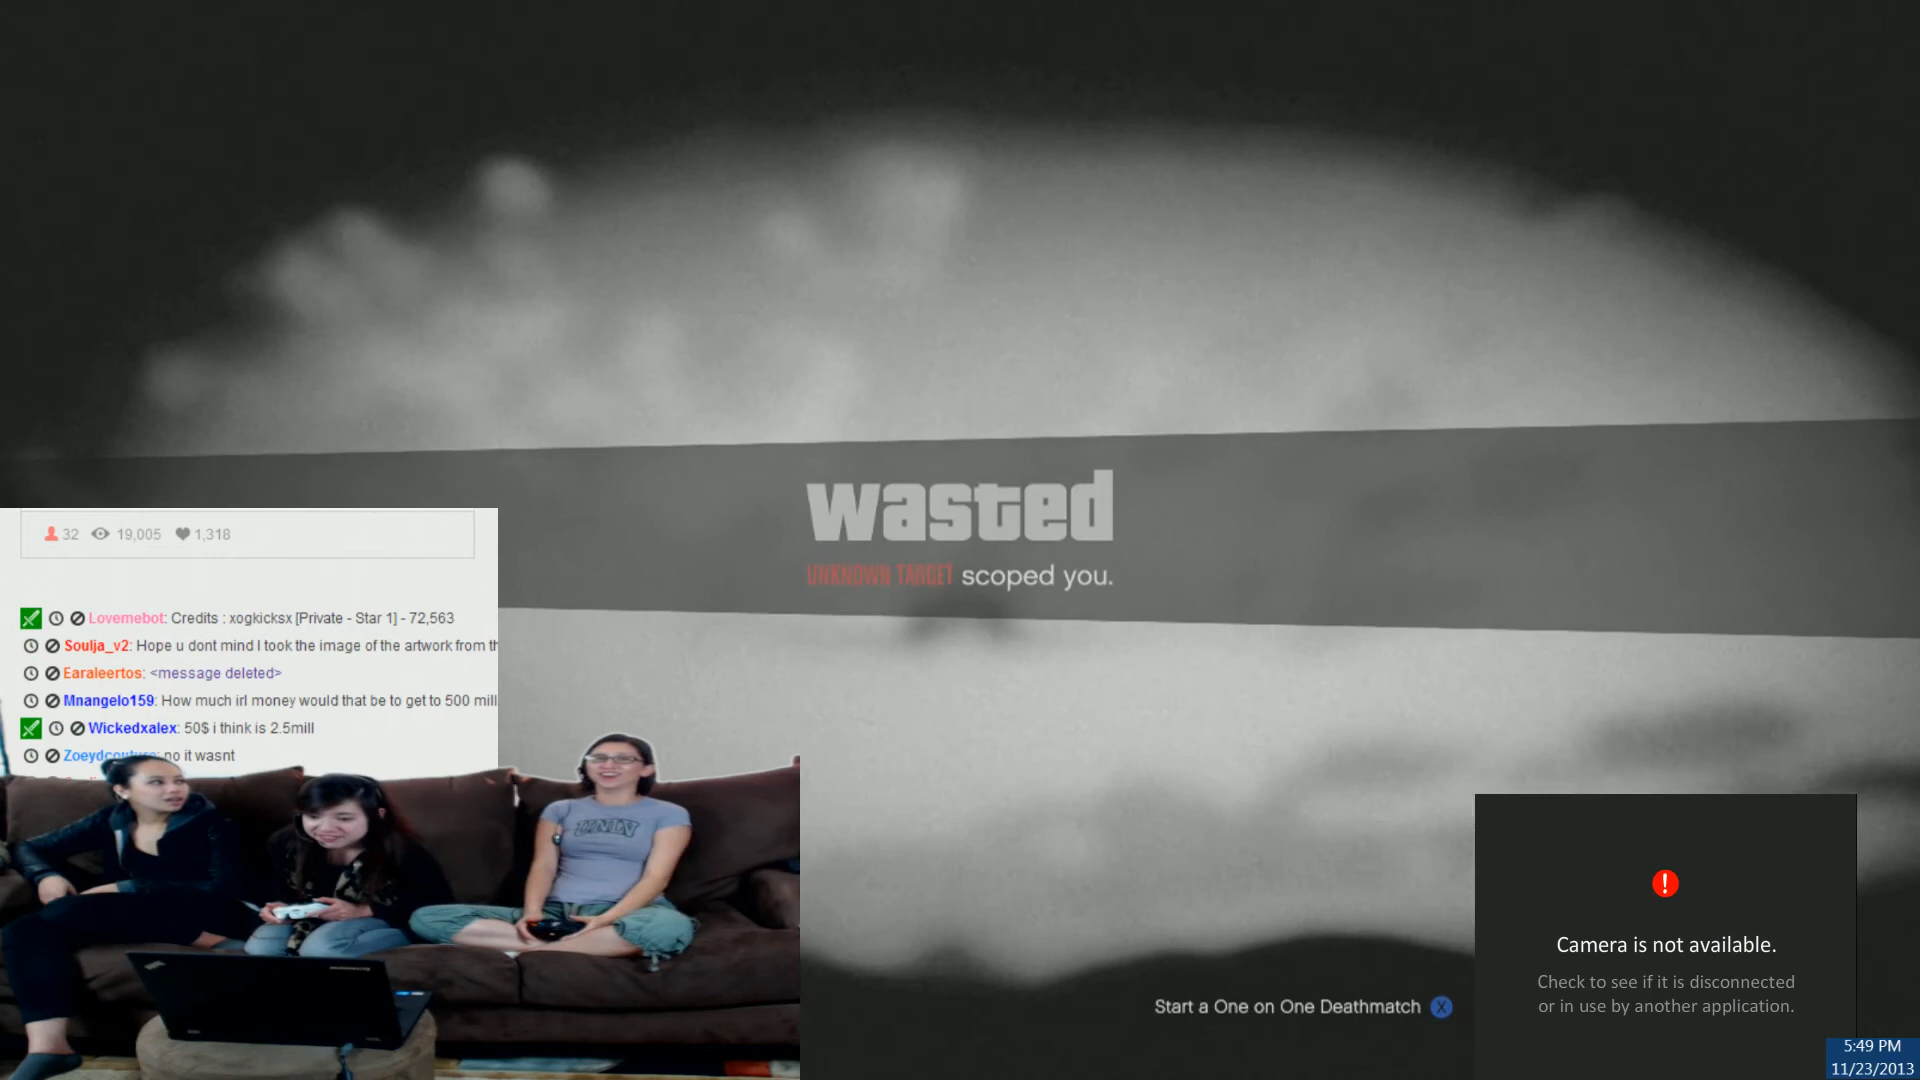 wasted
UNKNOWN TARGET scoped you.
32 19,005 1,318
Lovemebot: Credits : xogkicksx [Private - Star 1] - 72,563
Soulja_v2: Hope u dont mind I took the image of the artwork from th
Earaleertos: <message deleted>
Mnangelo159: How much irl money would that be to get to 500 mill
Wickedxalex: 50$ i think is 2.5mill
Zoeydcouture: no it wasnt
UNLV
Start a One on One Deathmatch X
!
Camera is not available.
Check to see if it is disconnected
or in use by another application.
5:49 PM
11/23/2013